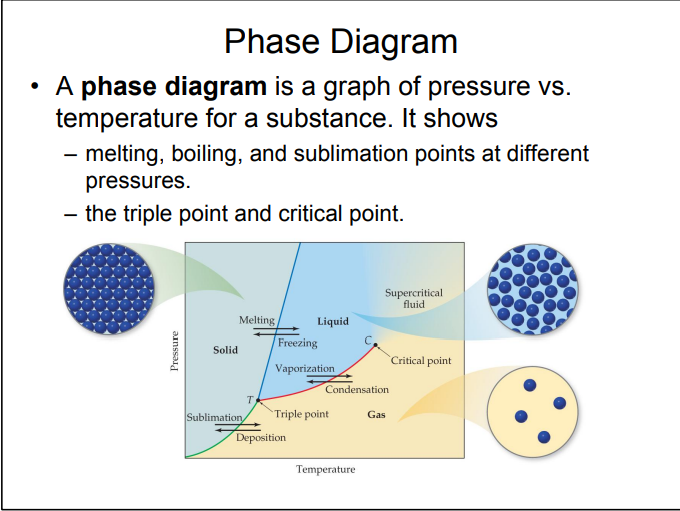 Phase Diagram
• A phase diagram is a graph of pressure vs.
temperature for a substance. It shows
– melting, boiling, and sublimation points at different
pressures.
– the triple point and critical point.
Supercritical
fluid
Melting
Liquid
Freezing
Solid
C
Critical point
Vaporization
Condensation
T
Triple point
Gas
Sublimation
Deposition
Pressure
Temperature